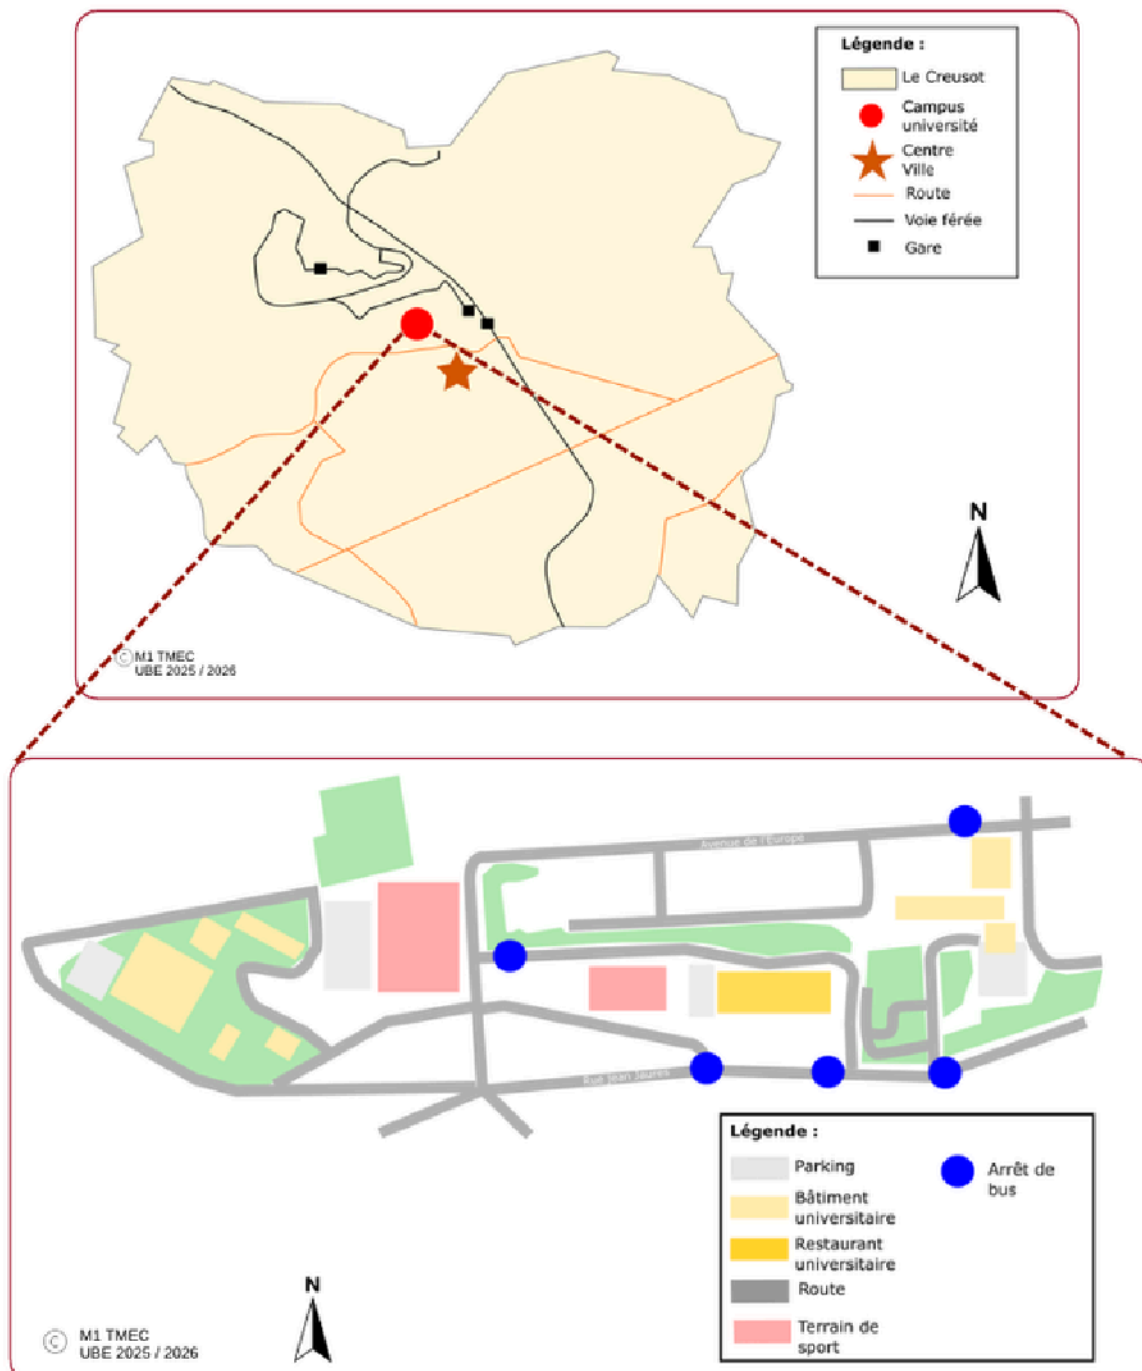 Légende :
Le Creusot
Campus
université
Centre
Ville
Route
Voie férée
Gare
N
© M1 TMEC
UBE 2025 / 2026
Avenue de l'Europe
Rue Jean Jaurès
Légende :
Parking
Bâtiment
universitaire
Restaurant
universitaire
Route
Terrain de
sport
Arrêt de
bus
N
© M1 TMEC
UBE 2025 / 2026